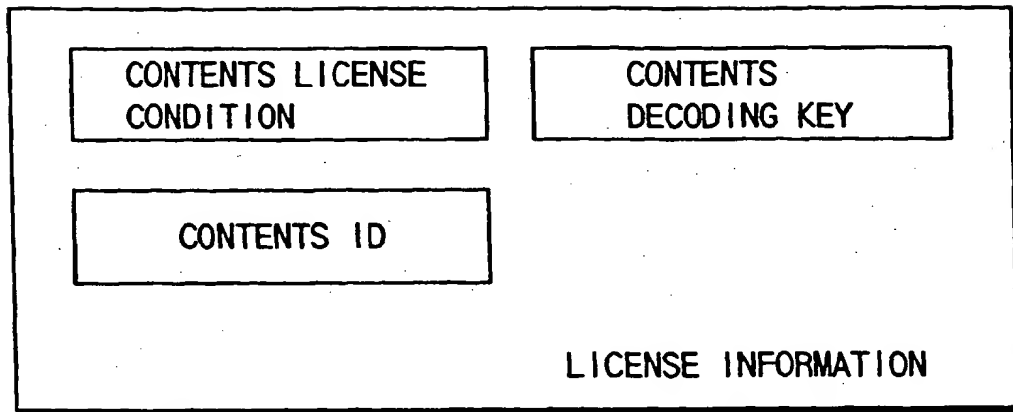 CONTENTS LICENSE
CONDITION
CONTENTS
DECODING KEY
CONTENTS ID
LICENSE INFORMATION